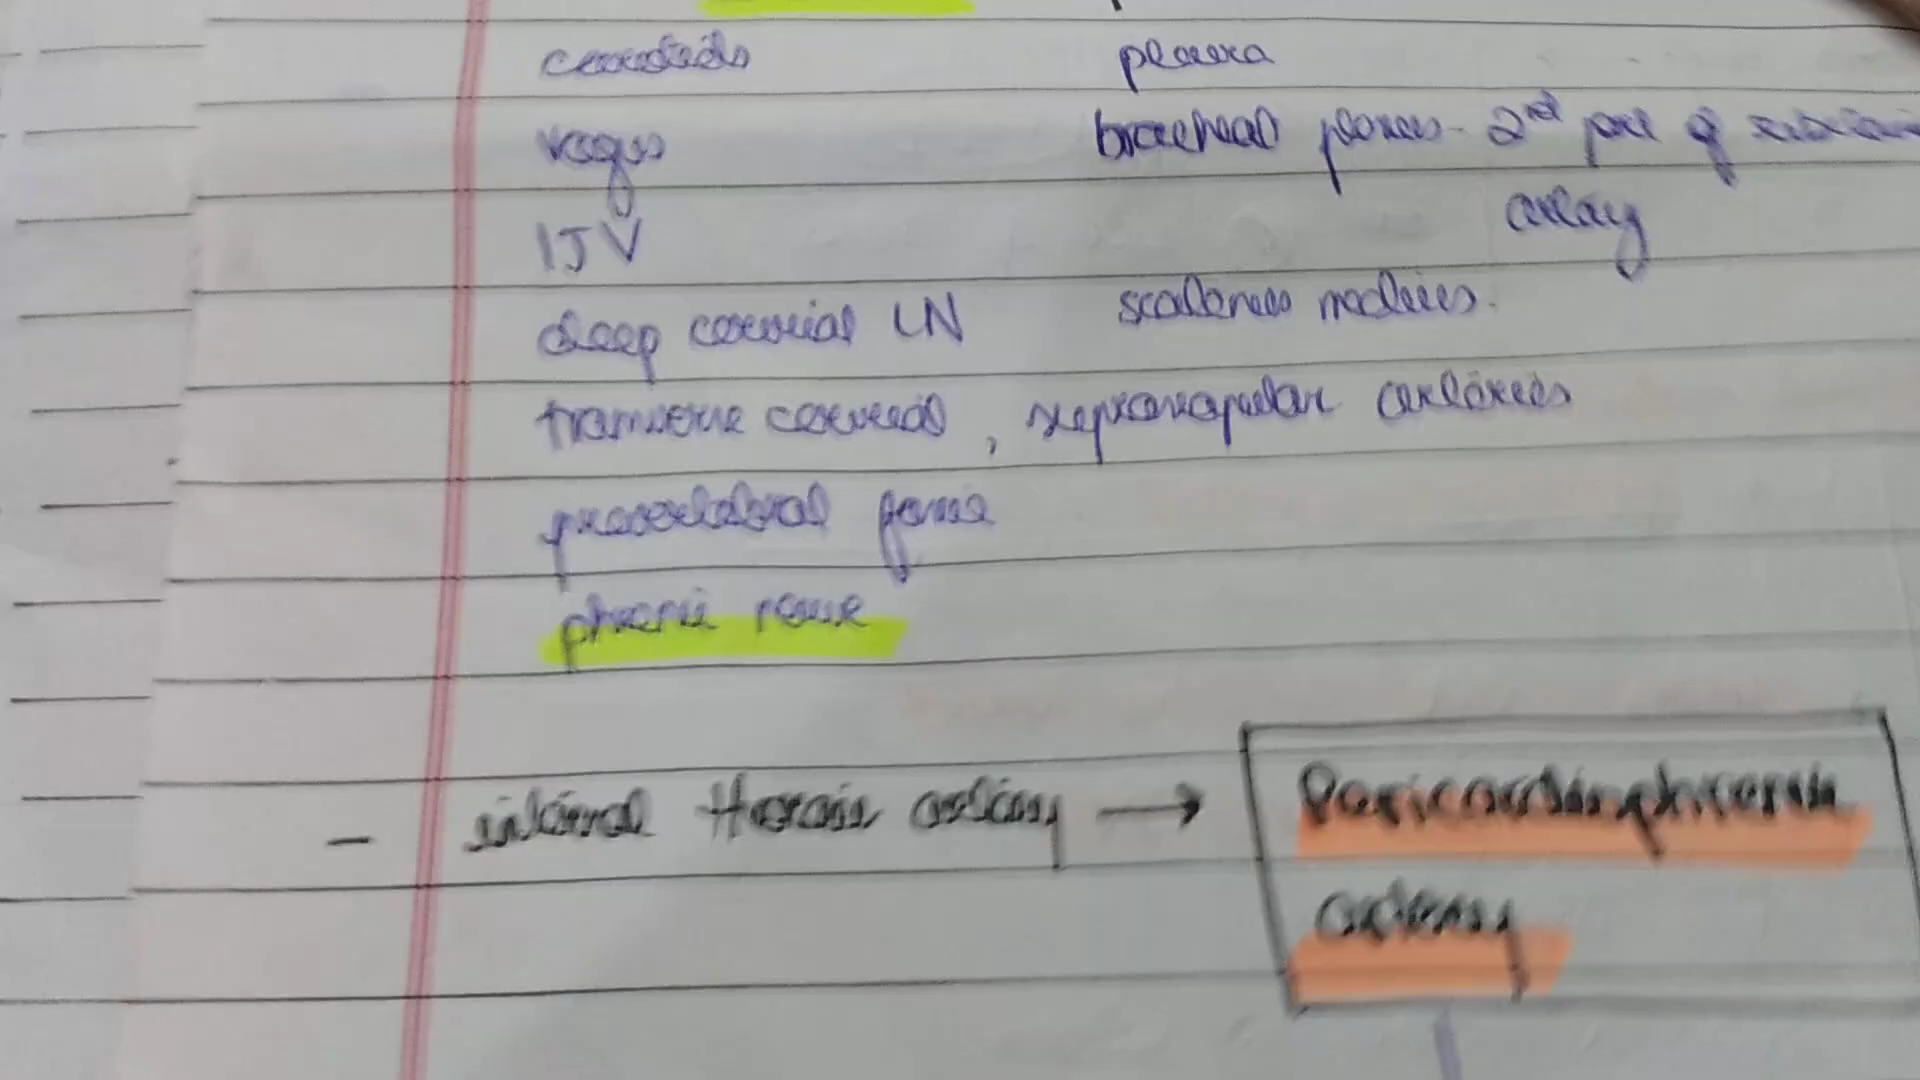 carotids pleura
vagus brachial plexus - 2nd part of
IJV artery
deep cervical LN scalenus medius.
transverse cervical, suprascapular arteries
prevertebral fascia
phrenic nerve
- internal thoracic artery → Pericardiophrenic
artery